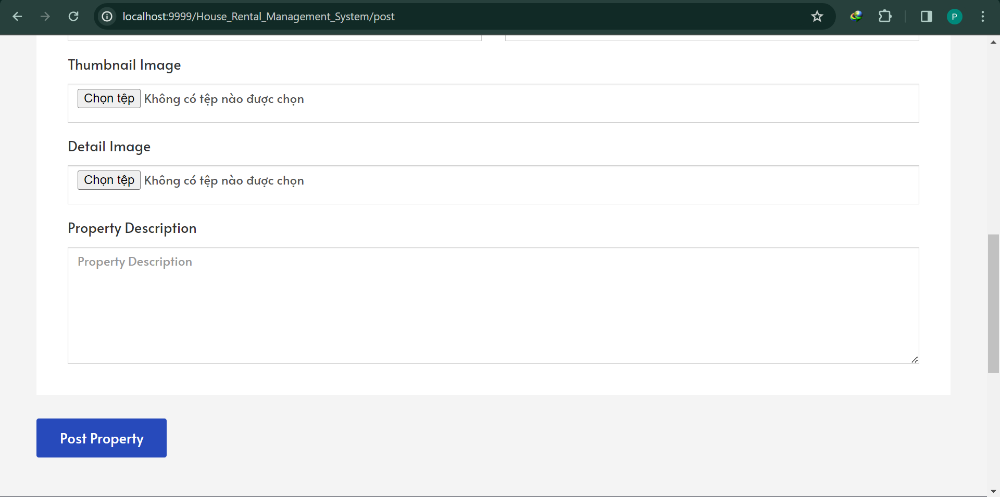 localhost:9999/House_Rental_Management_System/post
P
Thumbnail Image
Chọn tệp Không có tệp nào được chọn
Detail Image
Chọn tệp Không có tệp nào được chọn
Property Description
Property Description
Post Property